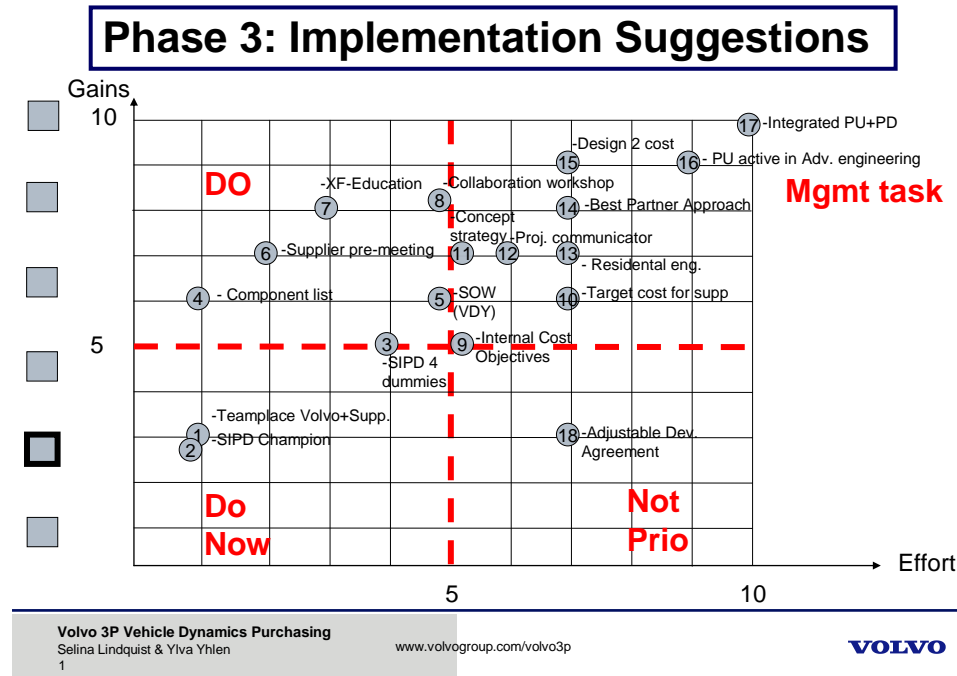 Phase 3: Implementation Suggestions
Gains
10
17
-Integrated PU+PD
-Design 2 cost
15
16
- PU active in Adv. engineering
DO
-XF-Education
-Collaboration workshop
Mgmt task
7
8
14
-Best Partner Approach
-Concept
strategy
-Proj. communicator
6
-Supplier pre-meeting
11
12
13
- Residental eng.
4
- Component list
5
-SOW
(VDY)
10
-Target cost for supp
5
3
9
-Internal Cost
Objectives
-SIPD 4
dummies
-Teamplace Volvo+Supp.
1
2
-SIPD Champion
18
-Adjustable Dev.
Agreement
Do
Now
Not
Prio
Effort
5
10
Volvo 3P Vehicle Dynamics Purchasing
Selina Lindquist & Ylva Yhlen
1
www.volvogroup.com/volvo3p
VOLVO